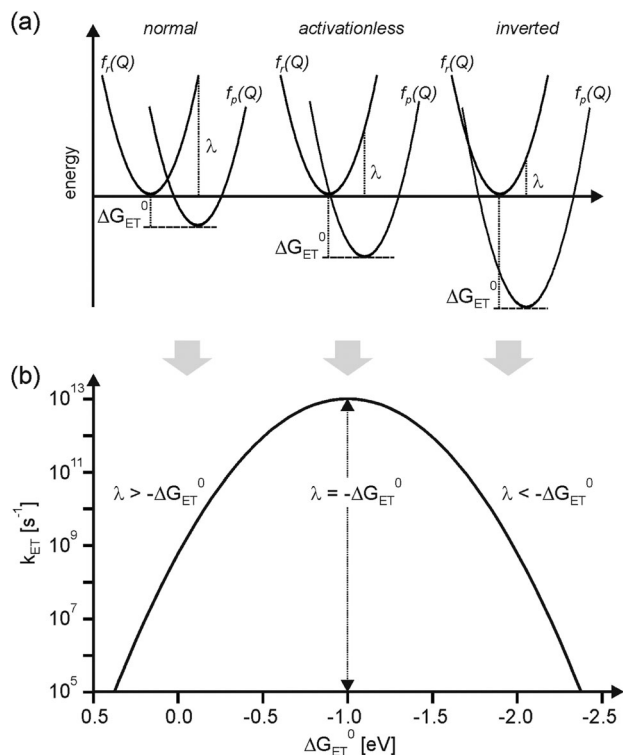 (a)
normal
activationless
inverted
f_r(Q)
f_p(Q)
f_r(Q)
f_p(Q)
f_r(Q)
f_p(Q)
energy
λ
λ
λ
ΔG_ET^0
ΔG_ET^0
ΔG_ET^0
(b)
k_ET [s^-1]
10^13
10^11
10^9
10^7
10^5
λ > -ΔG_ET^0
λ = -ΔG_ET^0
λ < -ΔG_ET^0
0.5 0.0 -0.5 -1.0 -1.5 -2.0 -2.5
ΔG_ET^0 [eV]